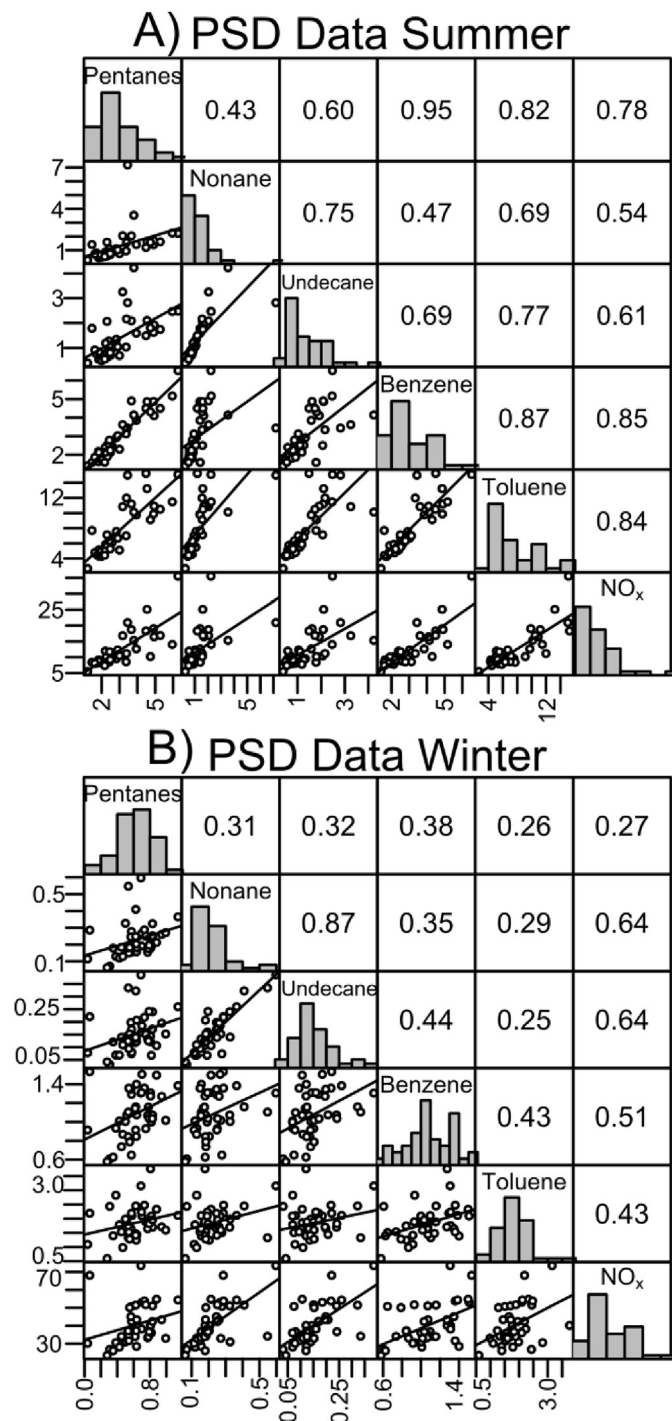 A) PSD Data Summer
Pentanes 0.43 0.60 0.95 0.82 0.78
7 4 1 Nonane 0.75 0.47 0.69 0.54
3 1 Undecane 0.69 0.77 0.61
5 2 Benzene 0.87 0.85
12 4 Toluene 0.84
25 5 NOx
2 5 1 5 1 3 2 5 4 12
B) PSD Data Winter
Pentanes 0.31 0.32 0.38 0.26 0.27
0.5 0.1 Nonane 0.87 0.35 0.29 0.64
0.25 0.05 Undecane 0.44 0.25 0.64
1.4 0.6 Benzene 0.43 0.51
3.0 0.5 Toluene 0.43
70 30 NOx
0.0 0.8 0.1 0.5 0.05 0.25 0.6 1.4 0.5 3.0